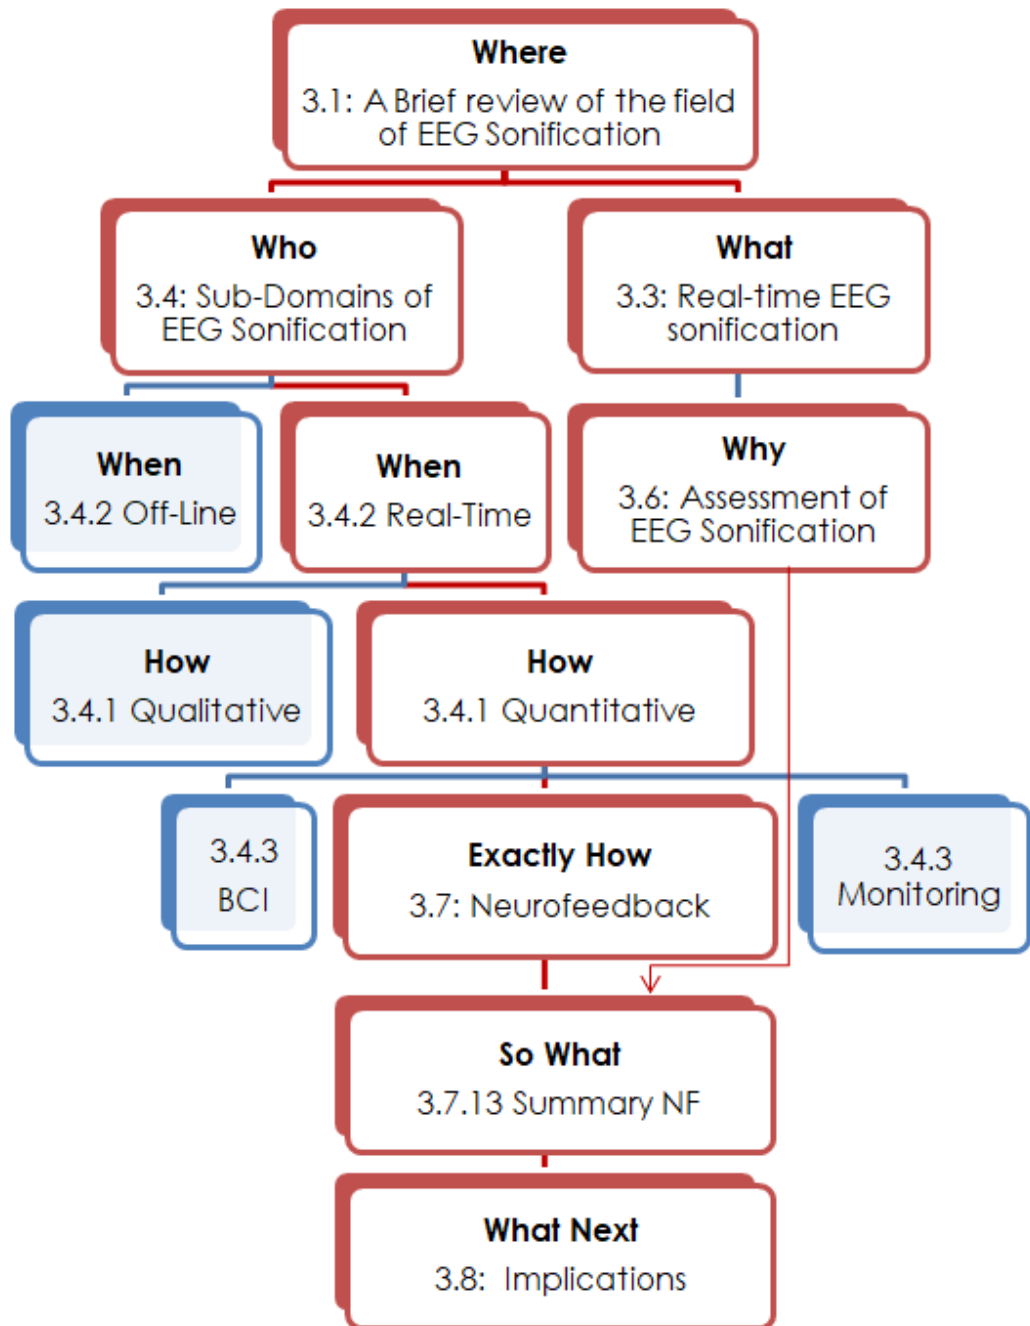 Where
3.1: A Brief review of the field
of EEG Sonification
Who
3.4: Sub-Domains of
EEG Sonification
What
3.3: Real-time EEG
sonification
When
3.4.2 Off-Line
When
3.4.2 Real-Time
Why
3.6: Assessment of
EEG Sonification
How
3.4.1 Qualitative
How
3.4.1 Quantitative
3.4.3
BCI
Exactly How
3.7: Neurofeedback
3.4.3
Monitoring
So What
3.7.13 Summary NF
What Next
3.8: Implications